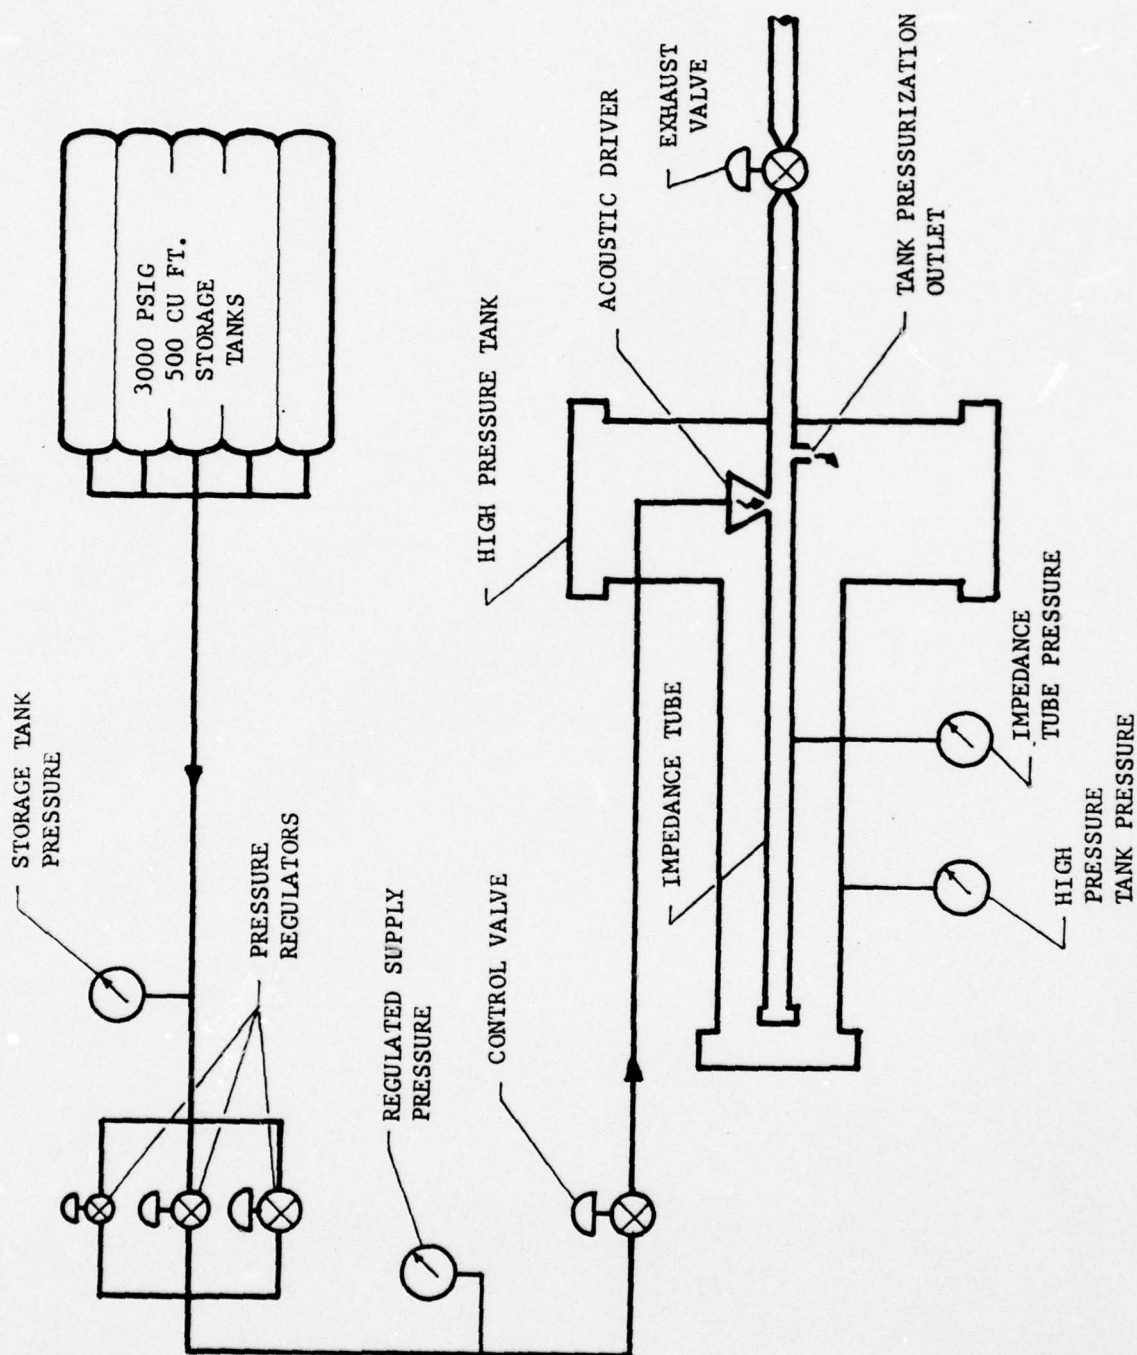 3000 PSIG
500 CU FT.
STORAGE
TANKS
STORAGE TANK
PRESSURE
PRESSURE
REGULATORS
REGULATED SUPPLY
PRESSURE
CONTROL VALVE
HIGH PRESSURE TANK
ACOUSTIC DRIVER
EXHAUST
VALVE
TANK PRESSURIZATION
OUTLET
IMPEDANCE TUBE
IMPEDANCE
TUBE PRESSURE
HIGH
PRESSURE
TANK PRESSURE